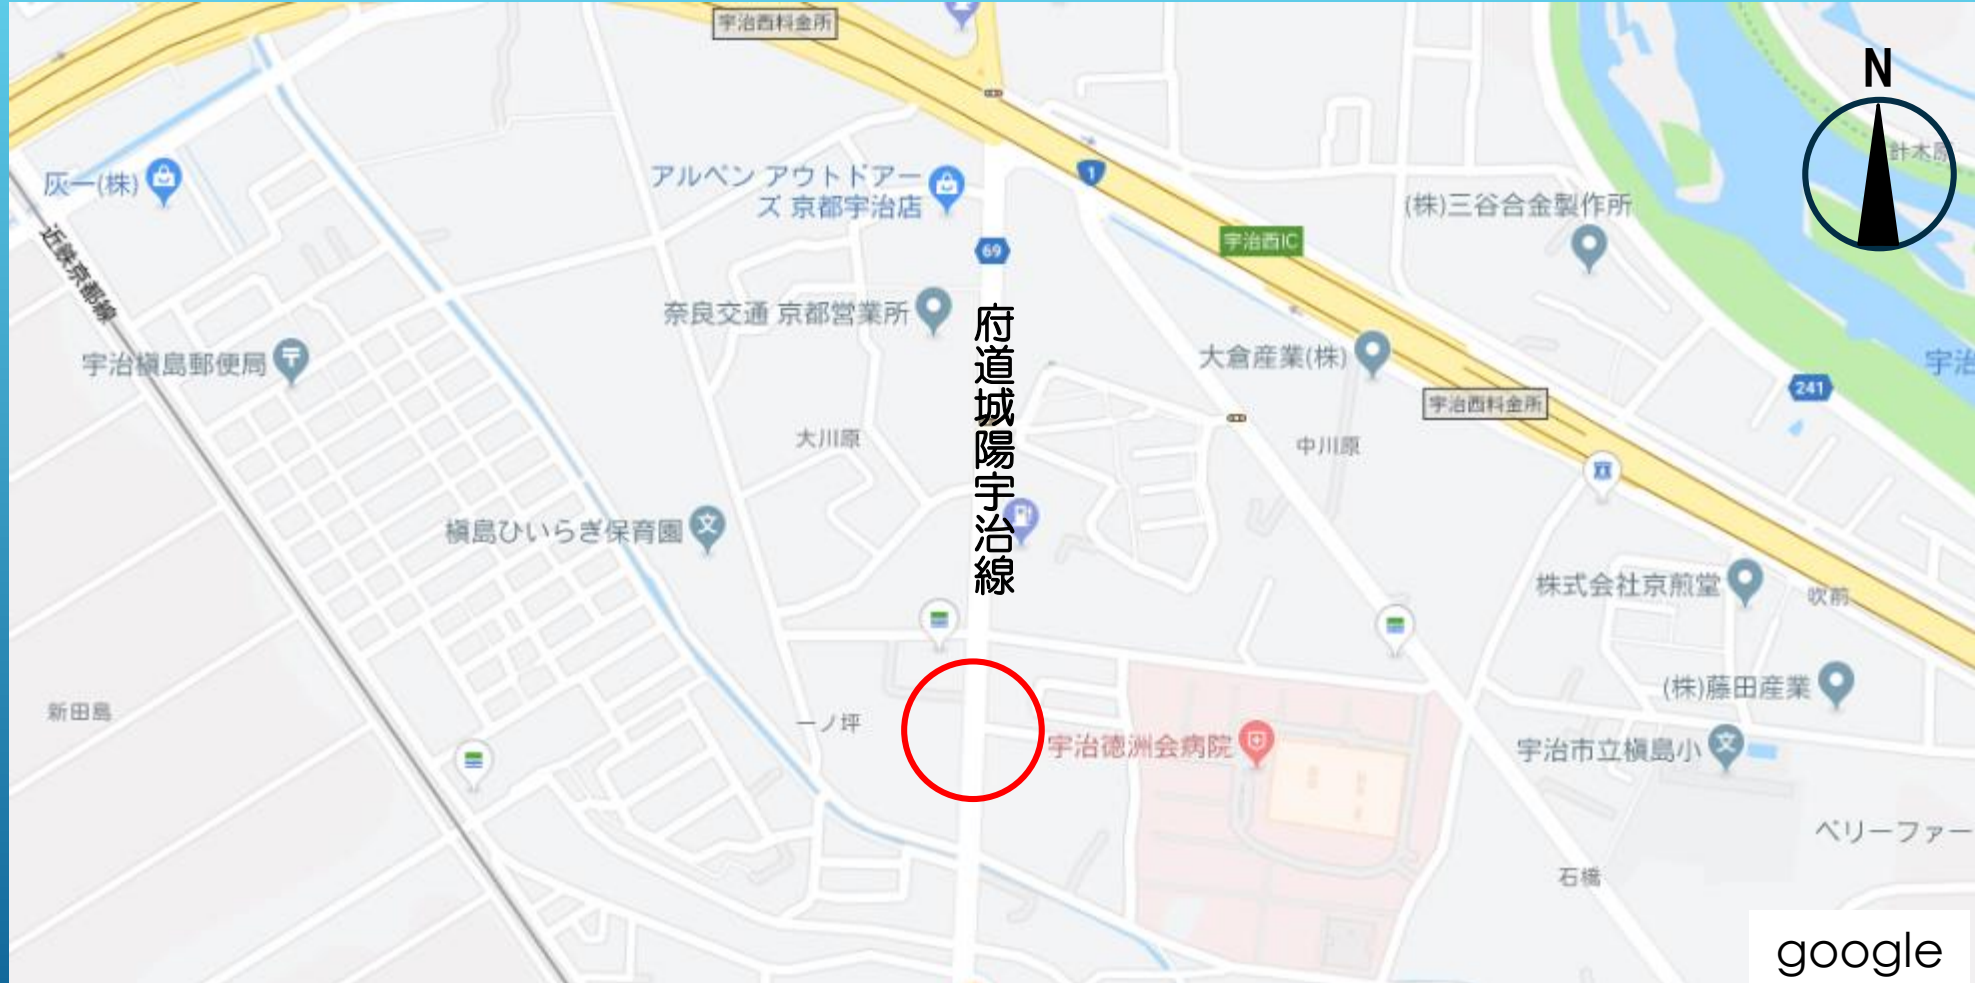 宇治西料金所
N
針木原
灰一(株)
アルペン アウトドアー
ズ 京都宇治店
1
(株)三谷合金製作所
近鉄京都線
69
宇治西IC
奈良交通 京都営業所
府道城陽宇治線
宇治槇島郵便局
大倉産業(株)
宇治
241
宇治西料金所
大川原
中川原
槇島ひいらぎ保育園
株式会社京煎堂
吹前
(株)藤田産業
新田島
一ノ坪
宇治徳洲会病院
宇治市立槇島小
ベリーファー
石橋
google